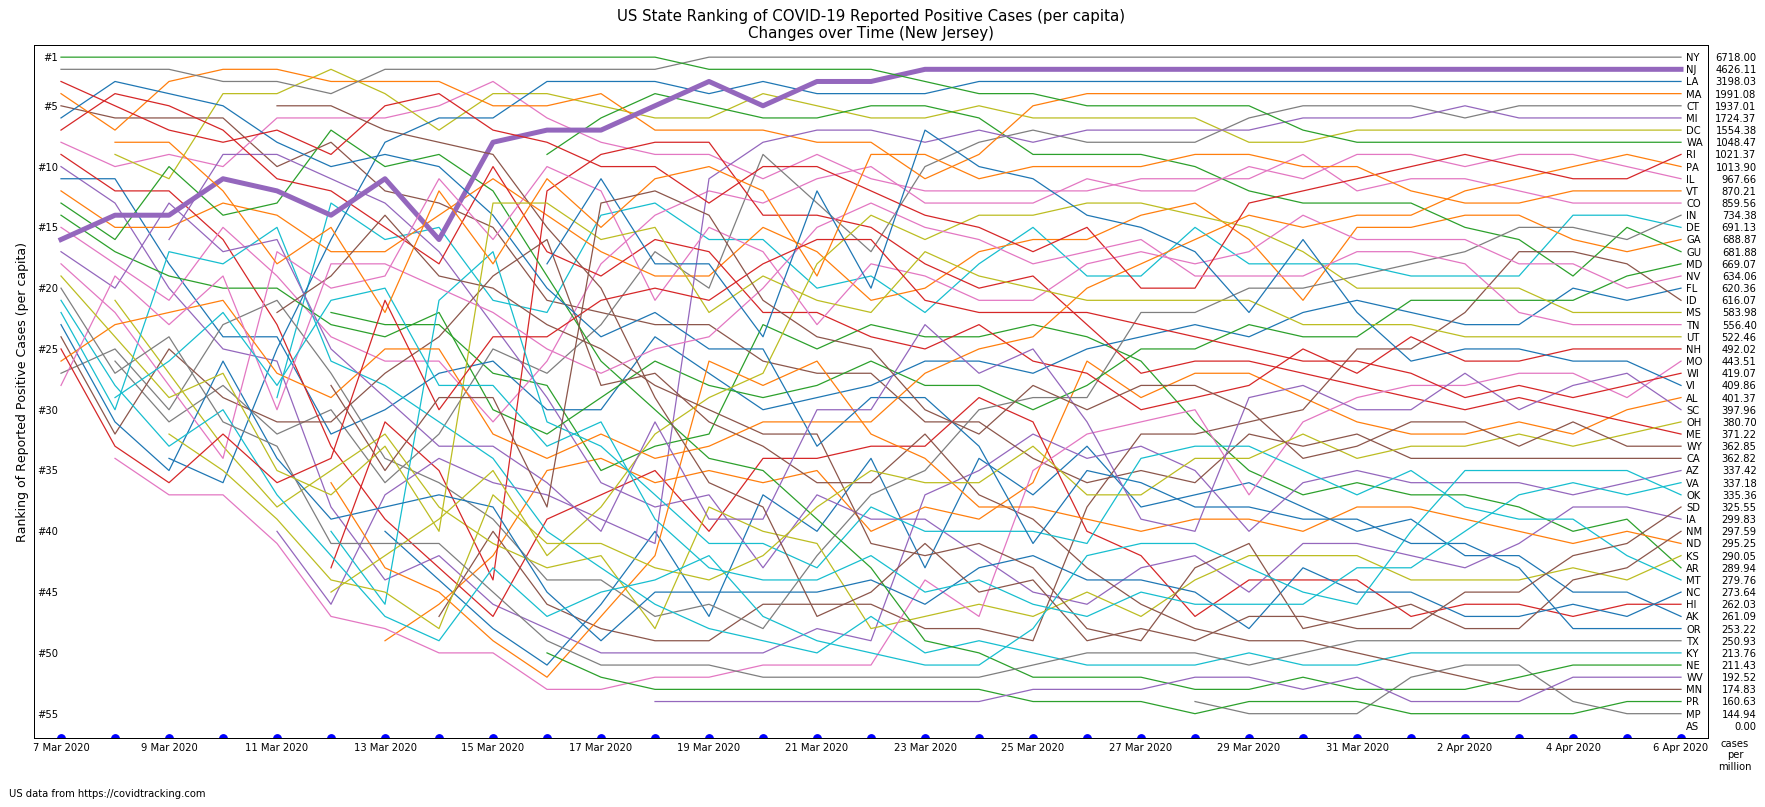 US State Ranking of COVID-19 Reported Positive Cases (per capita)
Changes over Time (New Jersey)
Ranking of Reported Positive Cases (per capita)
#1
#5
#10
#15
#20
#25
#30
#35
#40
#45
#50
#55
NY 6718.00
NJ 4626.11
LA 3198.03
MA 1991.08
CT 1937.01
MI 1724.37
DC 1554.38
WA 1048.47
RI 1021.37
PA 1013.90
IL 967.66
VT 870.21
CO 859.56
IN 734.38
DE 691.13
GA 688.87
GU 681.88
MD 669.07
NV 634.06
FL 620.36
ID 616.07
MS 583.98
TN 556.40
UT 522.46
NH 492.02
MO 443.51
WI 419.07
VI 409.86
AL 401.37
SC 397.96
OH 380.70
ME 371.22
WY 362.85
CA 362.82
AZ 337.42
VA 337.18
OK 335.36
SD 325.55
IA 299.83
NM 297.59
ND 295.25
KS 290.05
AR 289.94
MT 279.76
NC 273.64
HI 262.03
AK 261.09
OR 253.22
TX 250.93
KY 213.76
NE 211.43
WV 192.52
MN 174.83
PR 160.63
MP 144.94
AS 0.00
7 Mar 2020 9 Mar 2020 11 Mar 2020 13 Mar 2020 15 Mar 2020 17 Mar 2020 19 Mar 2020 21 Mar 2020 23 Mar 2020 25 Mar 2020 27 Mar 2020 29 Mar 2020 31 Mar 2020 2 Apr 2020 4 Apr 2020 6 Apr 2020
cases
per
million
US data from https://covidtracking.com